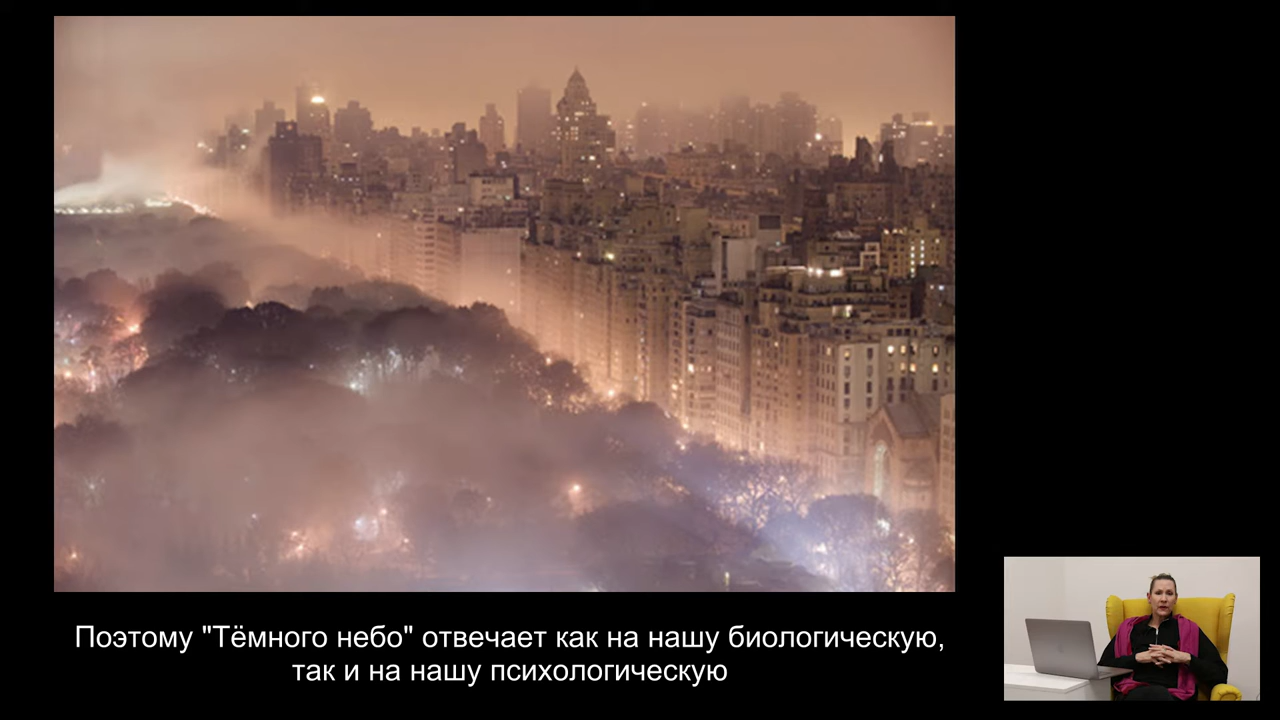 Поэтому "Тёмного небо" отвечает как на нашу биологическую,
так и на нашу психологическую